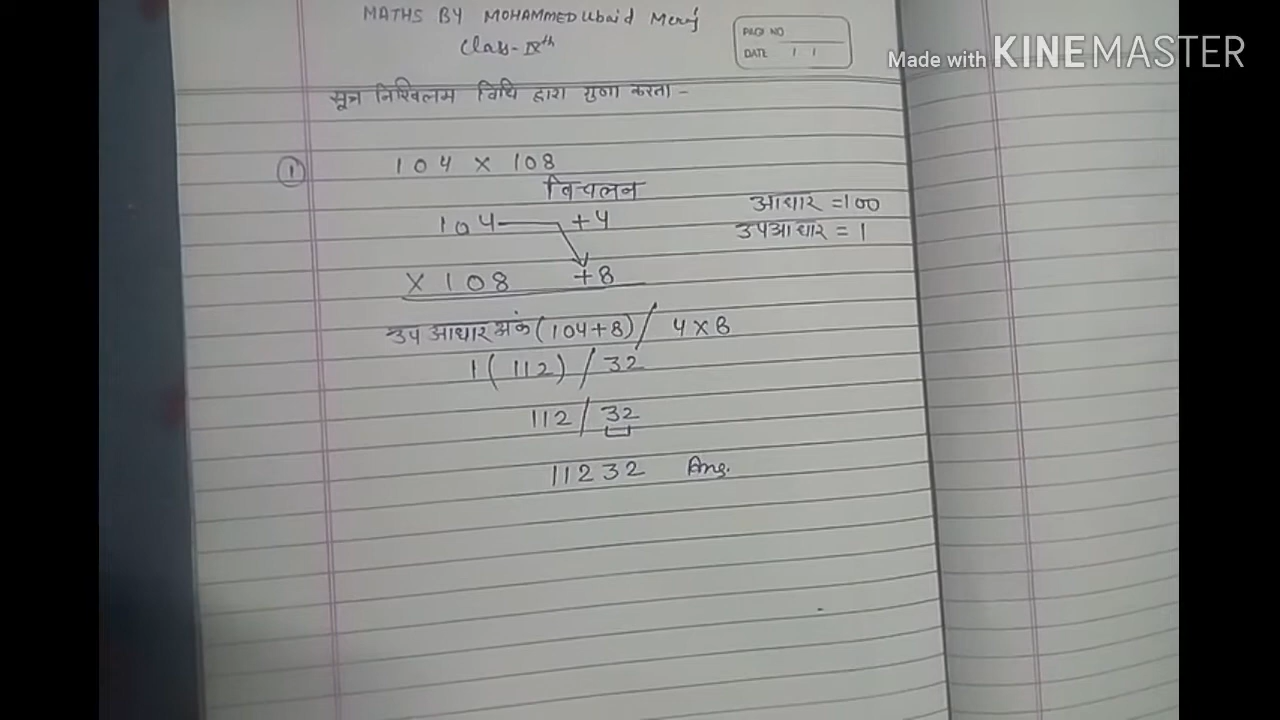 MATHS BY MOHAMMED Ubaid Meraj
Class-IXth
PAGE NO
DATE / /
Made with KINEMASTER
सूत्र निखिलम विधि द्वारा गुणा करना -
① 104 × 108
विचलन
104 +4
आधार = 100
उपआधार = 1
× 108 +8
उप आधार अंक (104+8) / 4×8
1 ( 112 ) / 32
112 / 32
11232 Ans.